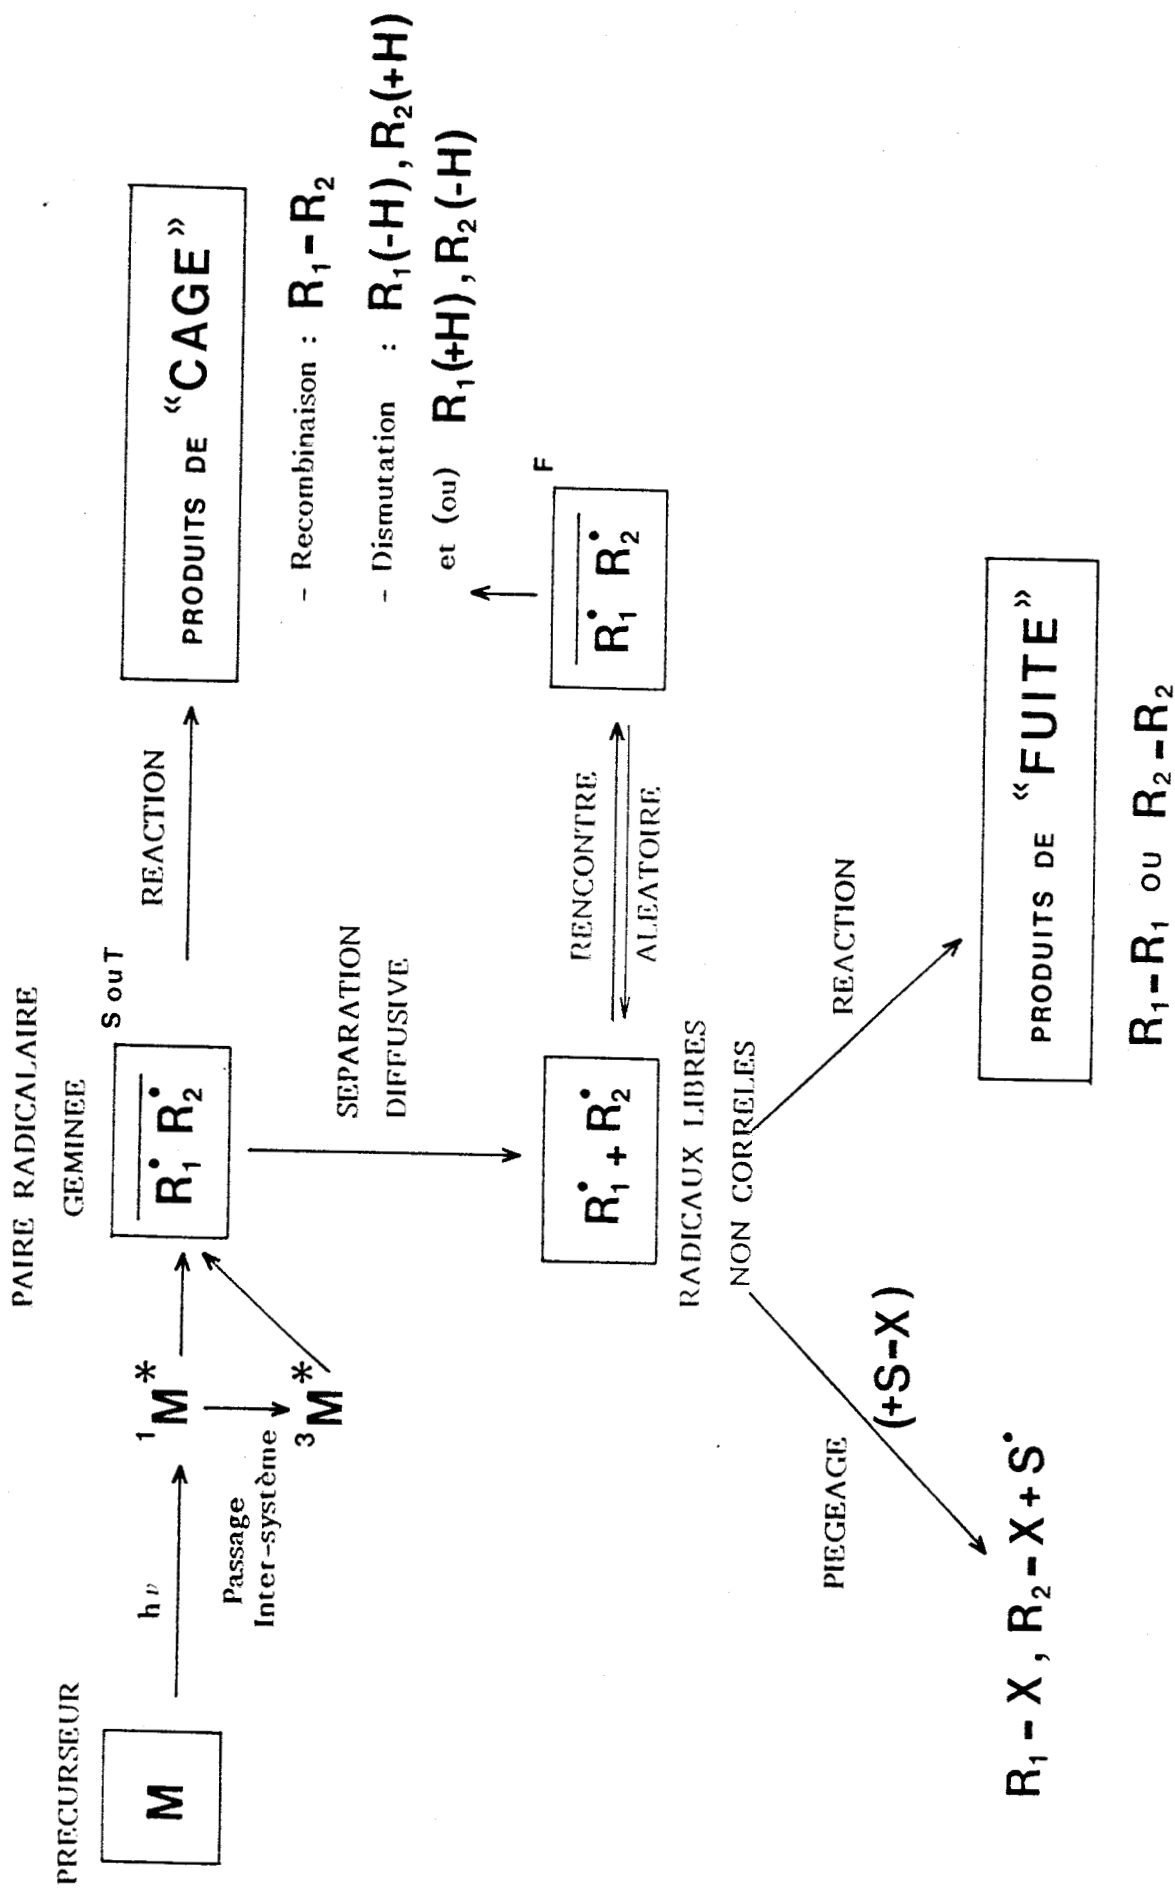 PRECURSEUR
M
hν
¹M*
Passage
Inter-système
³M*
PAIRE RADICALAIRE
GEMINEE
R₁• R₂•
S ou T
REACTION
PRODUITS DE «CAGE»
- Recombinaison : R₁-R₂
- Dismutation : R₁(-H), R₂(+H)
et (ou) R₁(+H), R₂(-H)
SEPARATION
DIFFUSIVE
R₁• + R₂•
RADICAUX LIBRES
NON CORRELES
RENCONTRE
ALEATOIRE
R₁• R₂•
F
PIEGEAGE
(+S-X)
R₁-X, R₂-X+S•
REACTION
PRODUITS DE «FUITE»
R₁-R₁ OU R₂-R₂